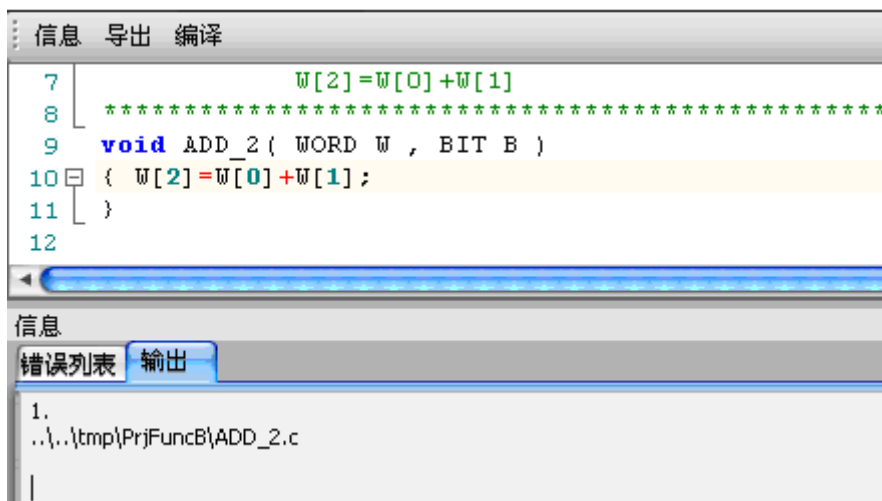 信息 导出 编译
7 W[2]=W[0]+W[1]
8 *************************************************
9 void ADD_2( WORD W , BIT B )
10 { W[2]=W[0]+W[1];
11 }
12
信息
错误列表 输出
1.
..\..\tmp\PrjFuncB\ADD_2.c